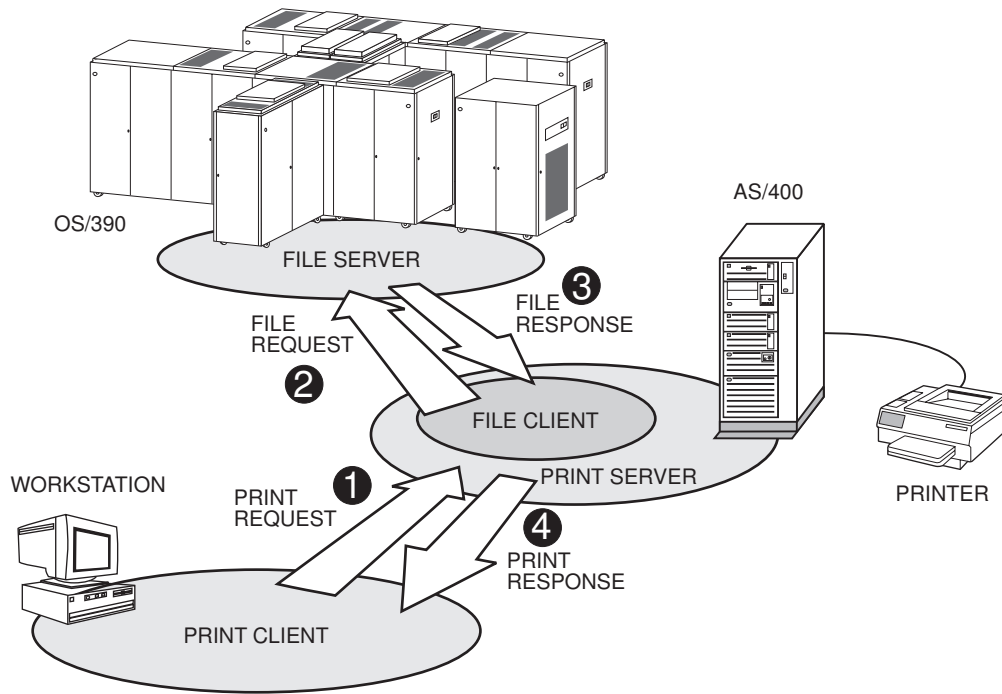 OS/390
AS/400
FILE SERVER
3
FILE
RESPONSE
FILE
REQUEST
2
FILE CLIENT
PRINT SERVER
PRINTER
WORKSTATION
1
PRINT
REQUEST
4
PRINT
RESPONSE
PRINT CLIENT